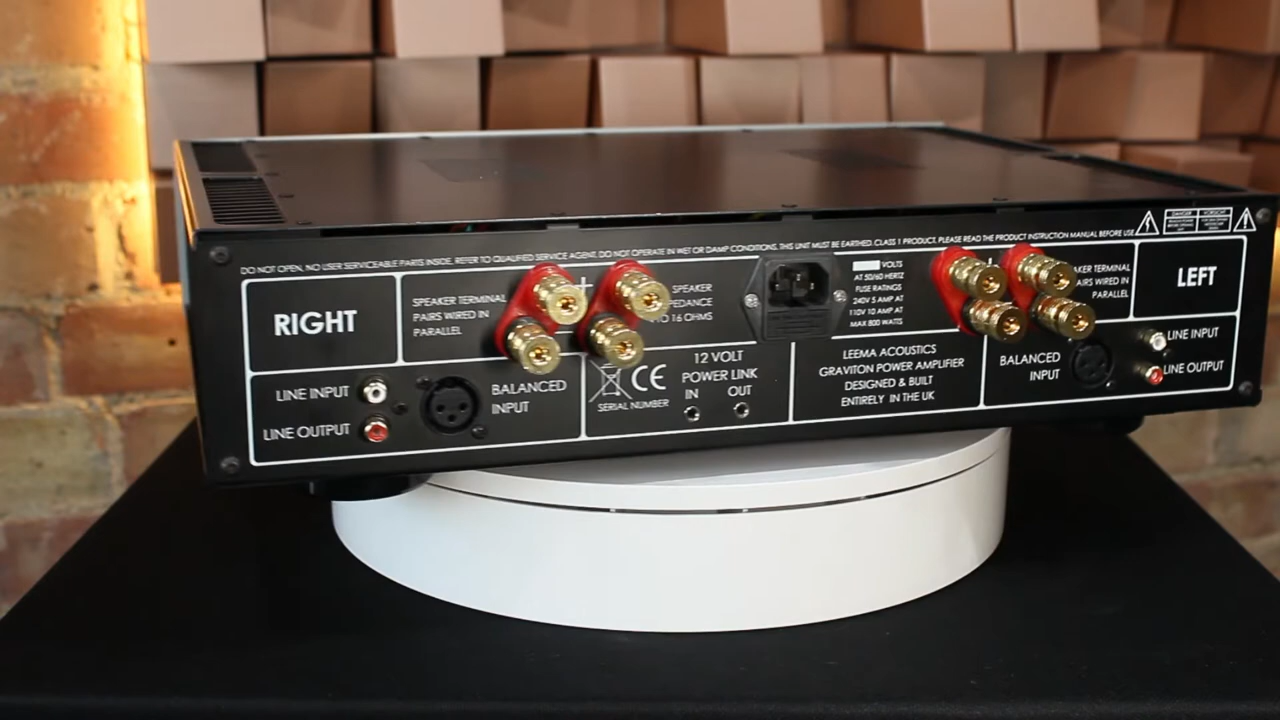 DO NOT OPEN, NO USER SERVICEABLE PARTS INSIDE. REFER TO QUALIFIED SERVICE AGENT. DO NOT OPERATE IN WET OR DAMP CONDITIONS. THIS UNIT MUST BE EARTHED. CLASS 1 PRODUCT. PLEASE READ THE PRODUCT INSTRUCTION MANUAL BEFORE USE
DANGER
VORSICHT
RIGHT
SPEAKER TERMINAL
PAIRS WIRED IN
PARALLEL
+
SPEAKER
TO 16 OHMS
VOLTS
AT 50/60 HERTZ
FUSE RATINGS
240V 5 AMP AT
110V 10 AMP AT
MAX 800 WATTS
TERMINAL
WIRED IN
PARALLEL
LEFT
LINE INPUT
LINE OUTPUT
BALANCED
INPUT
CE
SERIAL NUMBER
12 VOLT
POWER LINK
IN OUT
LEEMA ACOUSTICS
GRAVITON POWER AMPLIFIER
DESIGNED & BUILT
ENTIRELY IN THE UK
BALANCED
INPUT
LINE INPUT
LINE OUTPUT